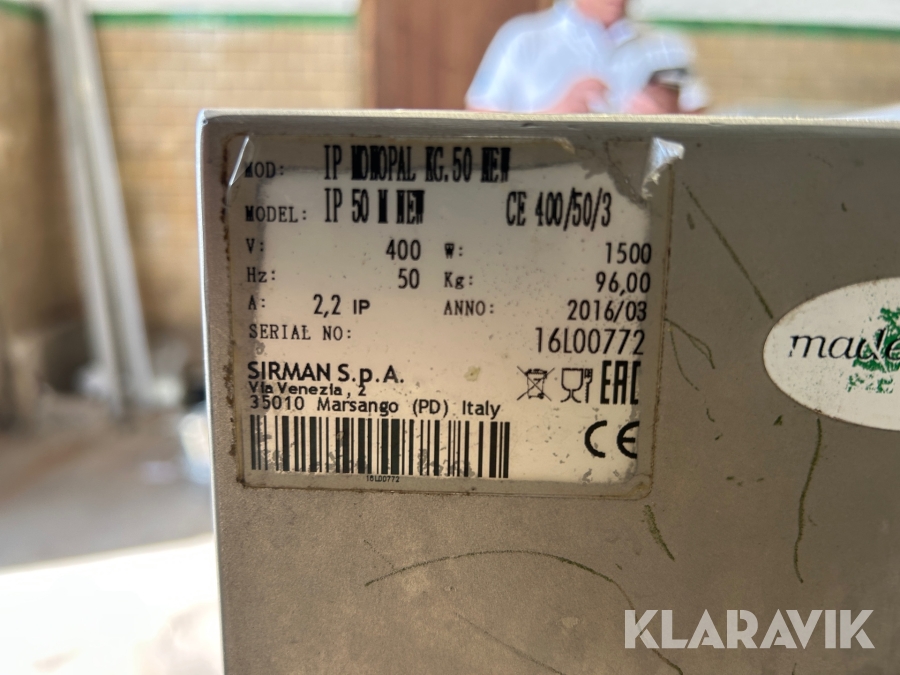 MOD: IP MONOPAL KG.50 NEW
MODEL: IP 50 M NEW CE 400/50/3
V: 400 W: 1500
Hz: 50 Kg: 96,00
A: 2,2 IP ANNO: 2016/03
SERIAL NO: 16L00772
SIRMAN S.p.A.
Via Venezia, 2
35010 Marsango (PD) Italy
EAC
CE
16L00772
made
KLARAVIK